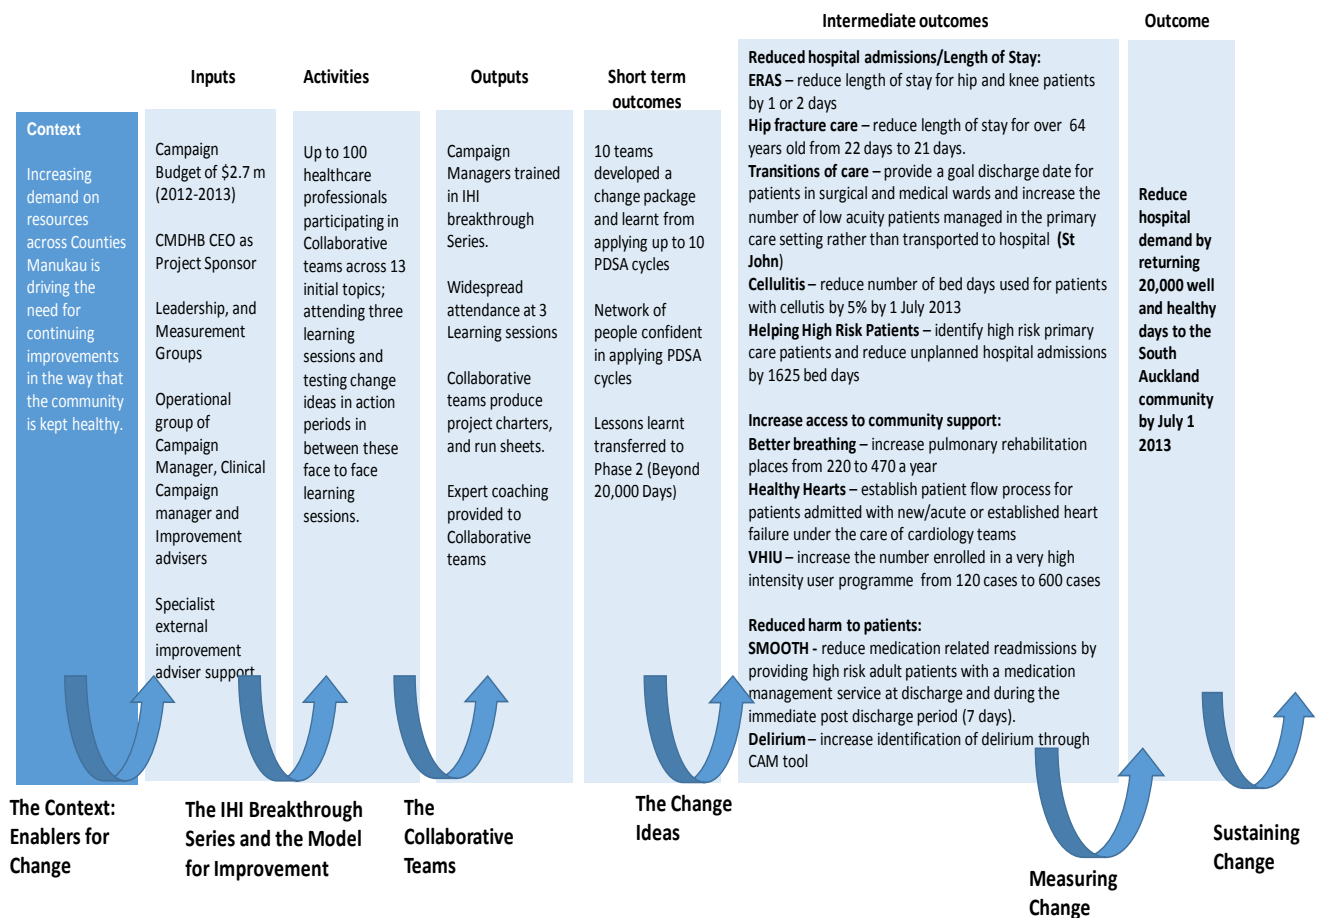 Context
Increasing
demand on
resources
across Counties
Manukau is
driving the
need for
continuing
improvements
in the way that
the community
is kept healthy.
Inputs
Campaign
Budget of $2.7 m
(2012-2013)
CMDHB CEO as
Project Sponsor
Leadership, and
Measurement
Groups
Operational
group of
Campaign
Manager, Clinical
Campaign
manager and
Improvement
advisers
Specialist
external
improvement
adviser support
Activities
Up to 100
healthcare
professionals
participating in
Collaborative
teams across 13
initial topics;
attending three
learning
sessions and
testing change
ideas in action
periods in
between these
face to face
learning
sessions.
Outputs
Campaign
Managers trained
in IHI
breakthrough
Series.
Widespread
attendance at 3
Learning sessions
Collaborative
teams produce
project charters,
and run sheets.
Expert coaching
provided to
Collaborative
teams
Short term
outcomes
10 teams
developed a
change package
and learnt from
applying up to 10
PDSA cycles
Network of
people confident
in applying PDSA
cycles
Lessons learnt
transferred to
Phase 2 (Beyond
20,000 Days)
Intermediate outcomes
Reduced hospital admissions/Length of Stay:
ERAS – reduce length of stay for hip and knee patients
by 1 or 2 days
Hip fracture care – reduce length of stay for over 64
years old from 22 days to 21 days.
Transitions of care – provide a goal discharge date for
patients in surgical and medical wards and increase the
number of low acuity patients managed in the primary
care setting rather than transported to hospital (St
John)
Cellulitis – reduce number of bed days used for patients
with cellutis by 5% by 1 July 2013
Helping High Risk Patients – identify high risk primary
care patients and reduce unplanned hospital admissions
by 1625 bed days
Increase access to community support:
Better breathing – increase pulmonary rehabilitation
places from 220 to 470 a year
Healthy Hearts – establish patient flow process for
patients admitted with new/acute or established heart
failure under the care of cardiology teams
VHIU – increase the number enrolled in a very high
intensity user programme from 120 cases to 600 cases
Reduced harm to patients:
SMOOTH - reduce medication related readmissions by
providing high risk adult patients with a medication
management service at discharge and during the
immediate post discharge period (7 days).
Delirium – increase identification of delirium through
CAM tool
Outcome
Reduce
hospital
demand by
returning
20,000 well
and healthy
days to the
South
Auckland
community
by July 1
2013
The Context:
Enablers for
Change
The IHI Breakthrough
Series and the Model
for Improvement
The
Collaborative
Teams
The Change
Ideas
Measuring
Change
Sustaining
Change